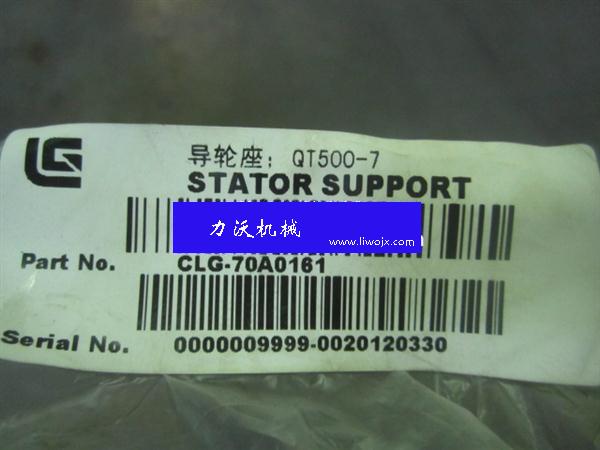 导轮座: QT500-7
STATOR SUPPORT
力沃机械
www.liwojx.com
Part No. CLG-70A0161
Serial No. 0000009999-0020120330